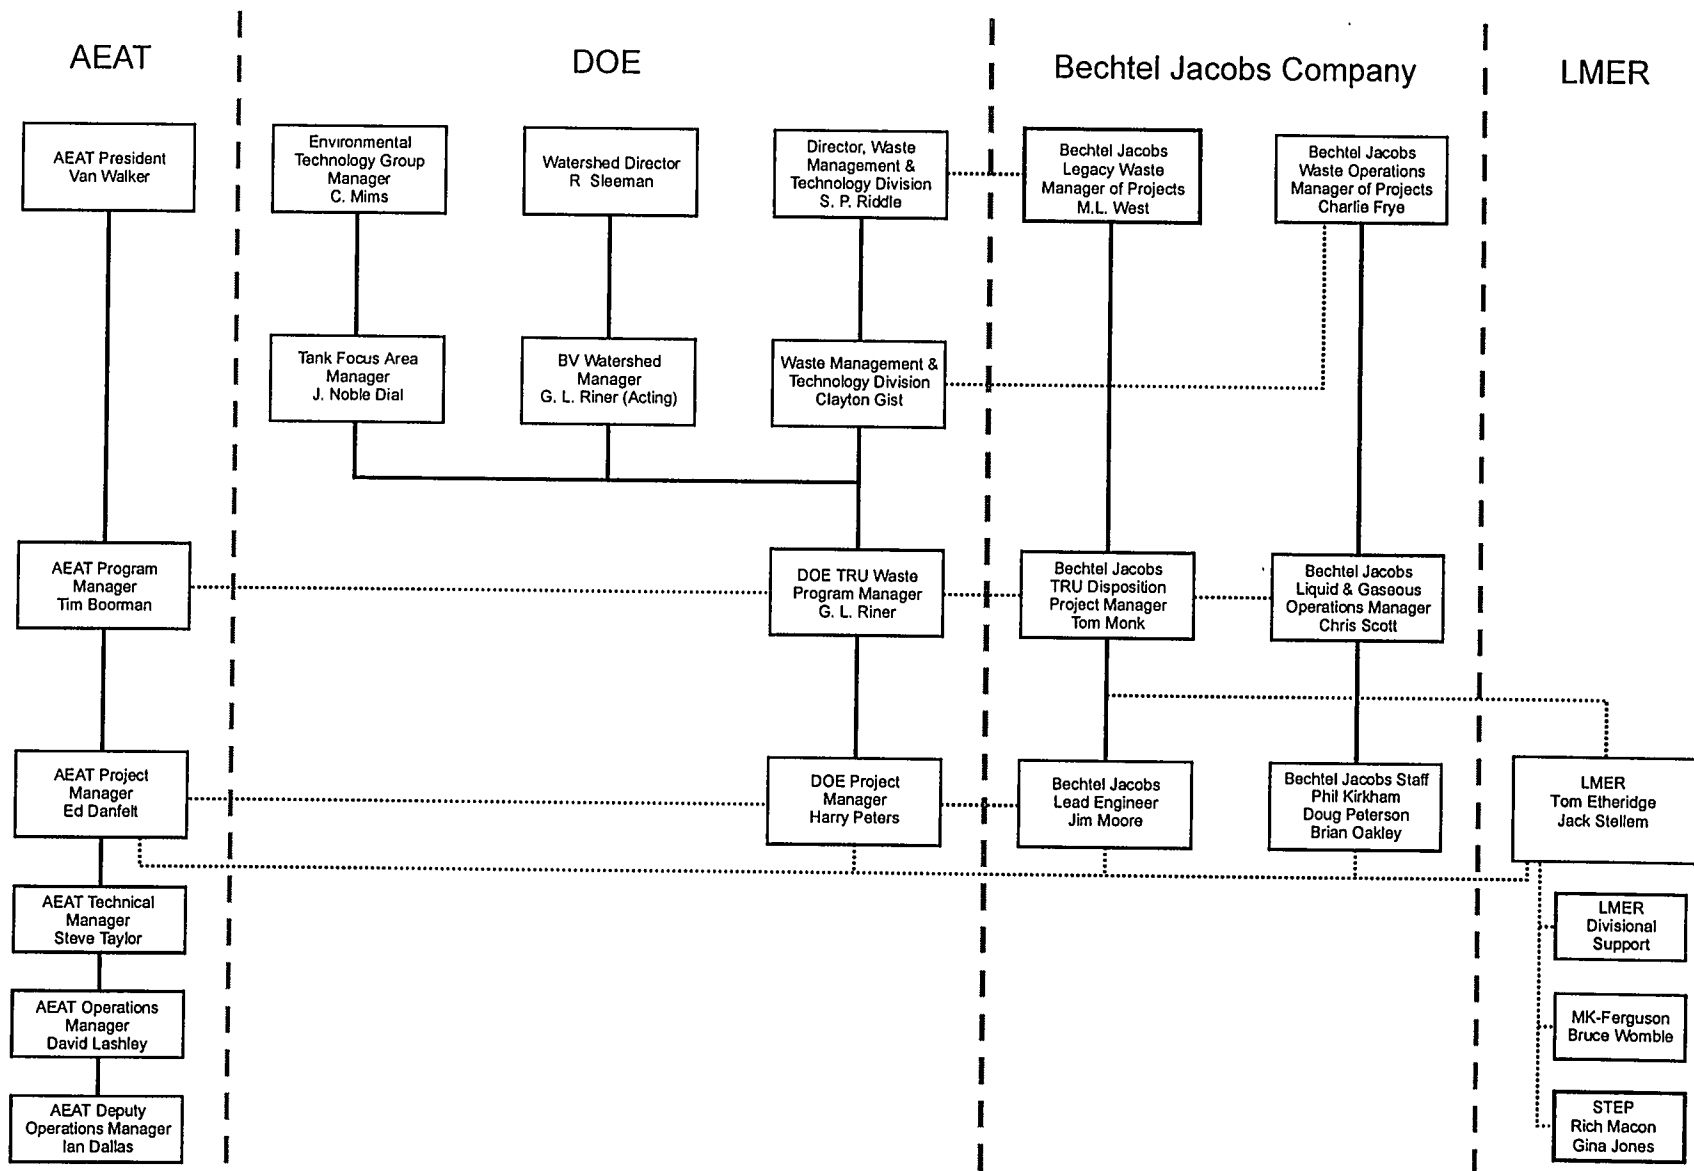 AEAT
DOE
Bechtel Jacobs Company
LMER
AEAT President
Van Walker
Environmental
Technology Group
Manager
C. Mims
Watershed Director
R Sleeman
Director, Waste
Management &
Technology Division
S. P. Riddle
Bechtel Jacobs
Legacy Waste
Manager of Projects
M.L. West
Bechtel Jacobs
Waste Operations
Manager of Projects
Charlie Frye
Tank Focus Area
Manager
J. Noble Dial
BV Watershed
Manager
G. L. Riner (Acting)
Waste Management &
Technology Division
Clayton Gist
AEAT Program
Manager
Tim Boorman
DOE TRU Waste
Program Manager
G. L. Riner
Bechtel Jacobs
TRU Disposition
Project Manager
Tom Monk
Bechtel Jacobs
Liquid & Gaseous
Operations Manager
Chris Scott
AEAT Project
Manager
Ed Danfelt
DOE Project
Manager
Harry Peters
Bechtel Jacobs
Lead Engineer
Jim Moore
Bechtel Jacobs Staff
Phil Kirkham
Doug Peterson
Brian Oakley
LMER
Tom Etheridge
Jack Stellem
AEAT Technical
Manager
Steve Taylor
LMER
Divisional
Support
AEAT Operations
Manager
David Lashley
MK-Ferguson
Bruce Womble
AEAT Deputy
Operations Manager
Ian Dallas
STEP
Rich Macon
Gina Jones